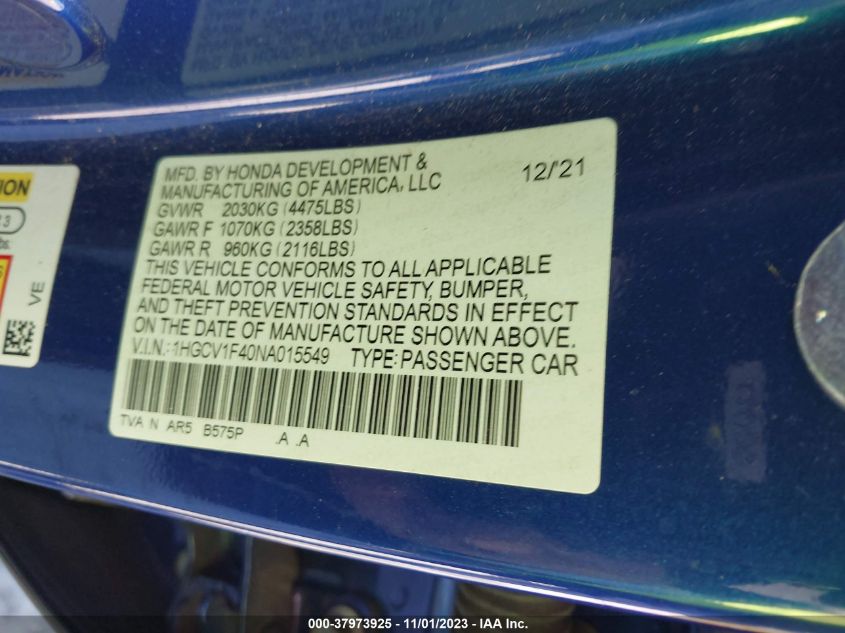 MFD. BY HONDA DEVELOPMENT & 12/'21
MANUFACTURING OF AMERICA, LLC
GVWR 2030KG (4475LBS)
GAWR F 1070KG (2358LBS)
GAWR R 960KG (2116LBS)
THIS VEHICLE CONFORMS TO ALL APPLICABLE
FEDERAL MOTOR VEHICLE SAFETY, BUMPER,
AND THEFT PREVENTION STANDARDS IN EFFECT
ON THE DATE OF MANUFACTURE SHOWN ABOVE.
V.I.N.:1HGCV1F40NA015549 TYPE:PASSENGER CAR
TVA N AR5 B575P .A .A
VE
000-37973925 - 11/01/2023 - IAA Inc.